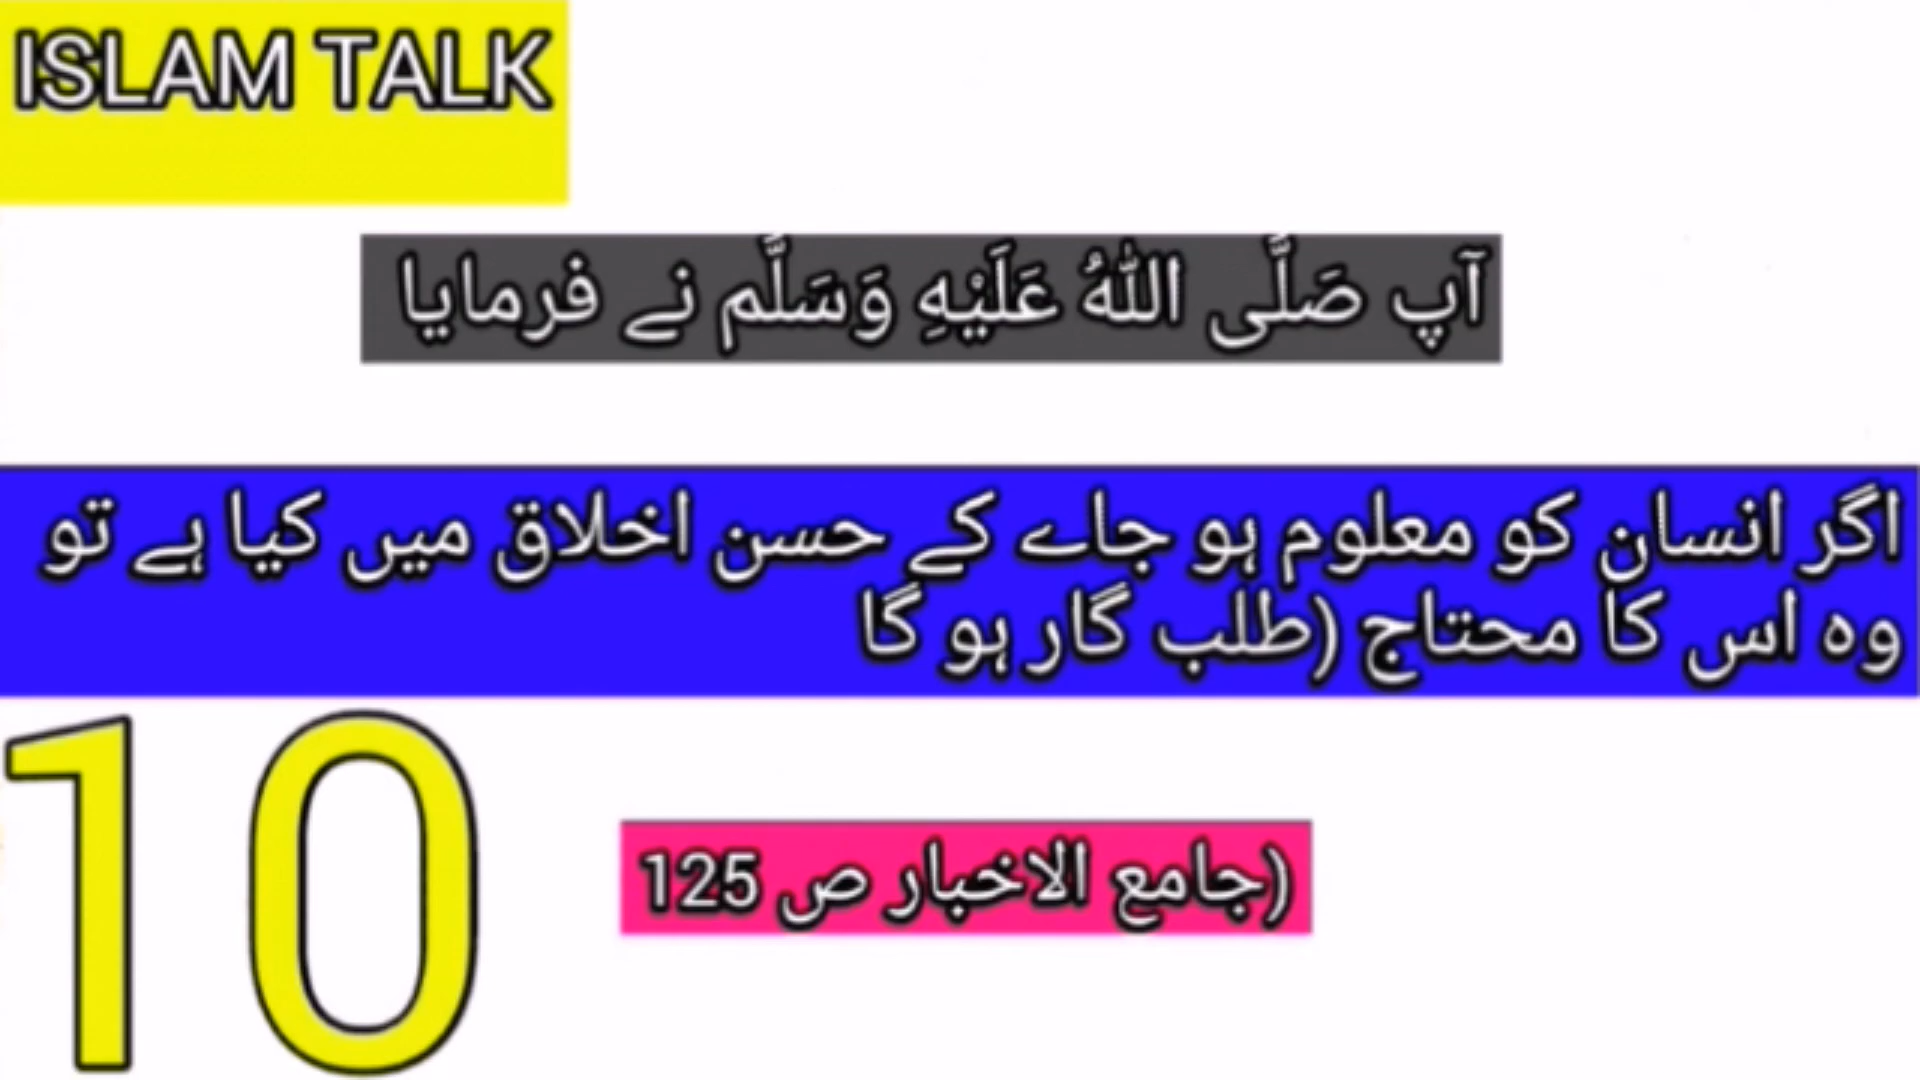 ISLAM TALK
آپ صَلَّی اللّٰہُ عَلَیْہِ وَسَلَّم نے فرمایا
اگر انسان کو معلوم ہو جاے کے حسن اخلاق میں کیا ہے تو
وہ اس کا محتاج (طلب گار ہو گا
10
(جامع الاخبار ص 125